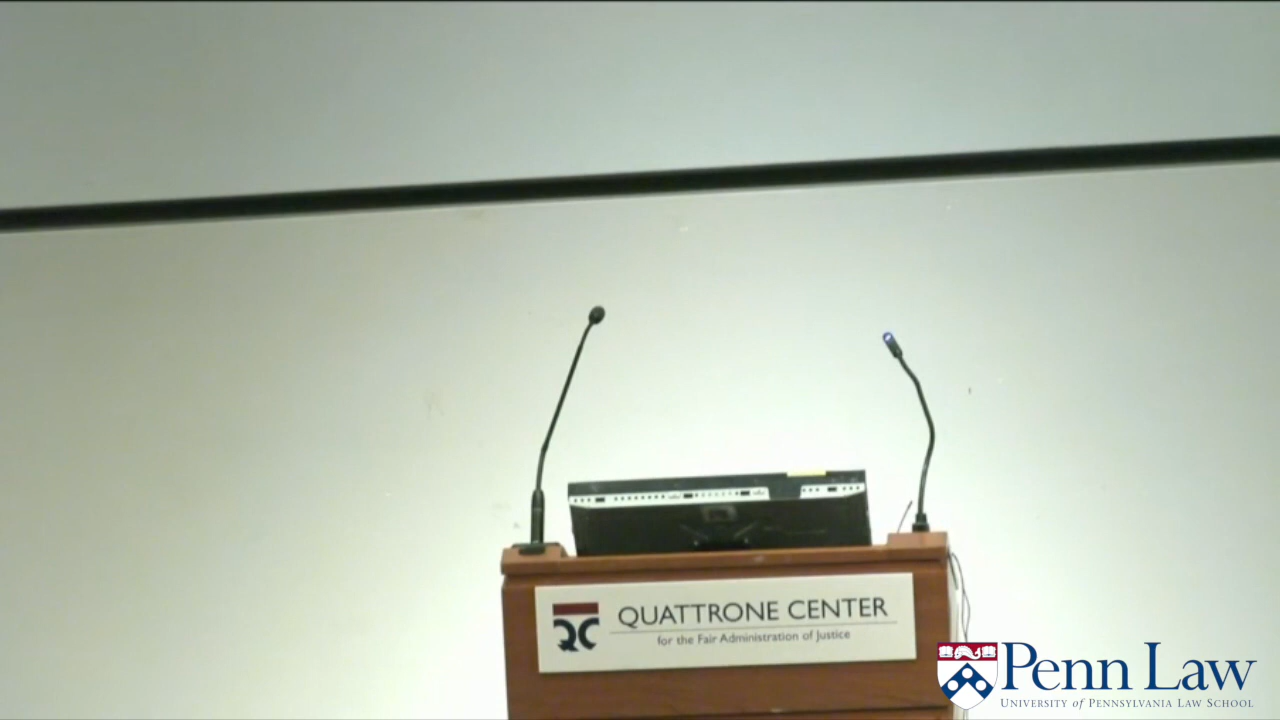 QC
QUATTRONE CENTER
for the Fair Administration of Justice
Penn Law
UNIVERSITY of PENNSYLVANIA LAW SCHOOL